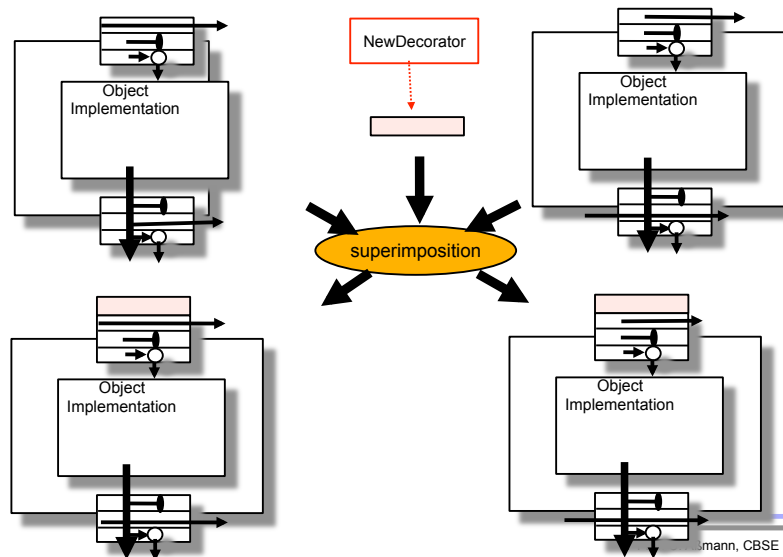 NewDecorator
Object
Implementation
Object
Implementation
superimposition
Object
Implementation
Object
Implementation
mann, CBSE